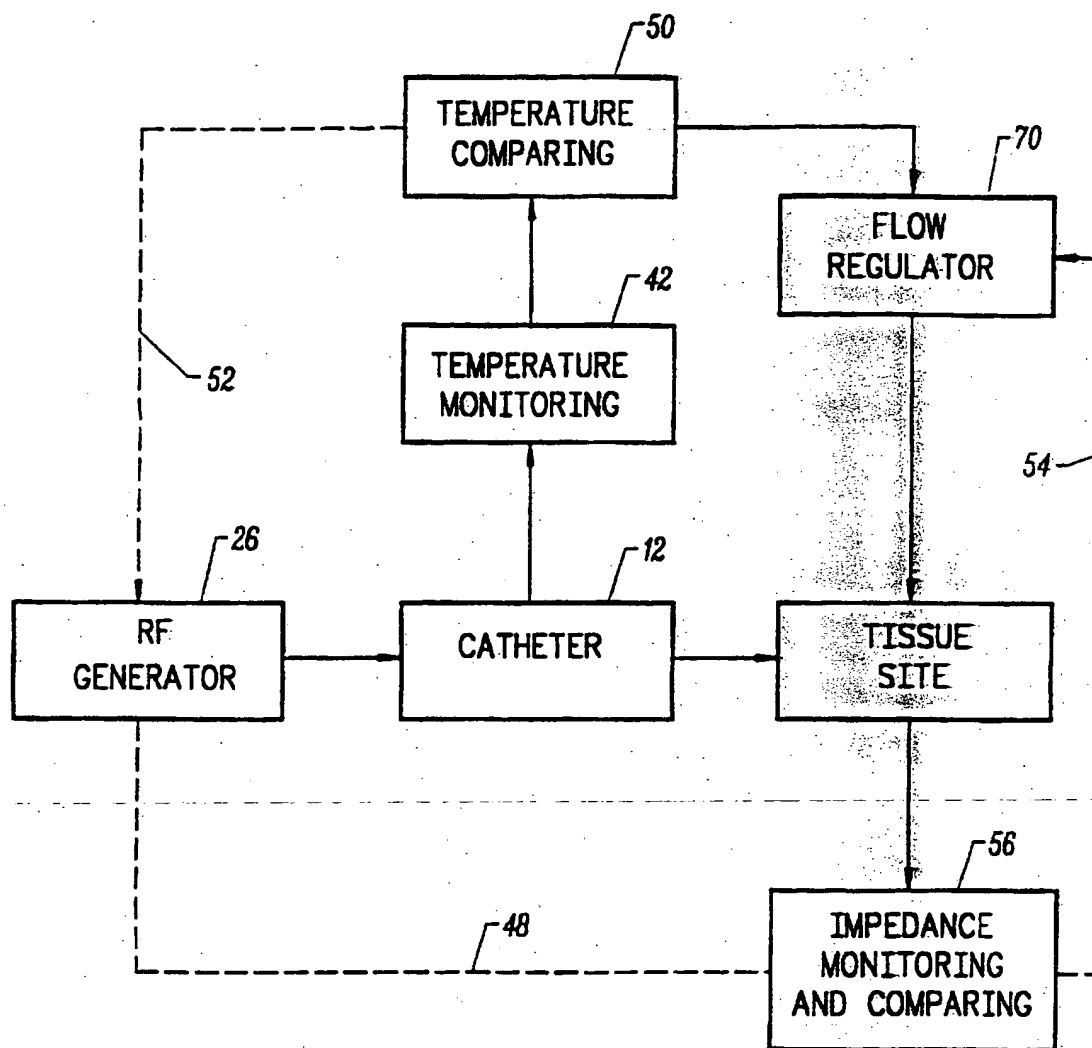 50
TEMPERATURE
COMPARING
70
FLOW
REGULATOR
42
TEMPERATURE
MONITORING
52
54
26
12
RF
GENERATOR
CATHETER
TISSUE
SITE
56
48
IMPEDANCE
MONITORING
AND COMPARING